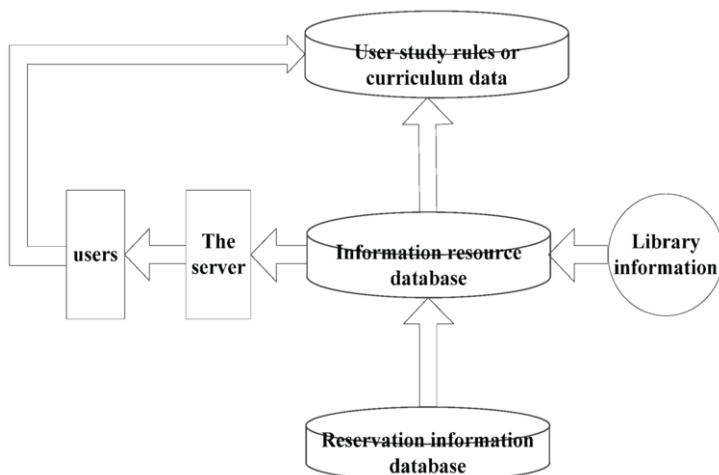 User study rules or
curriculum data
users
The
server
Information resource
database
Library
information
Reservation information
database